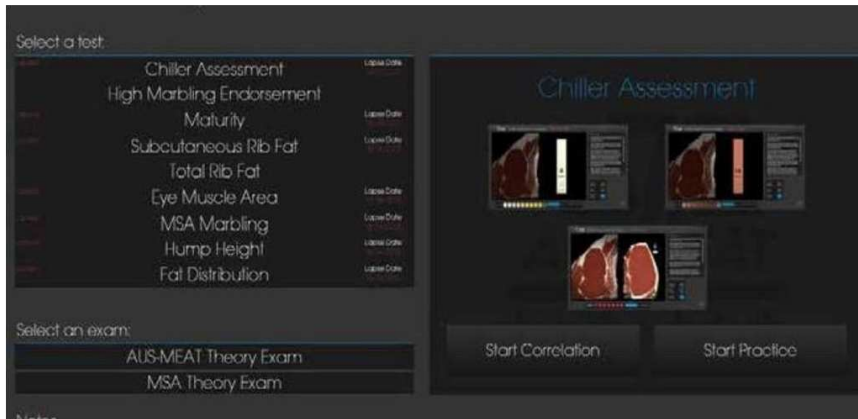 Select a test:
Chiller Assessment Lapse Date
High Marbling Endorsement
Maturity Lapse Date
Subcutaneous Rib Fat Lapse Date
Total Rib Fat
Eye Muscle Area Lapse Date
MSA Marbling Lapse Date
Hump Height Lapse Date
Fat Distribution Lapse Date
Select an exam:
AUS-MEAT Theory Exam
MSA Theory Exam
Chiller Assessment
Start Correlation Start Practice